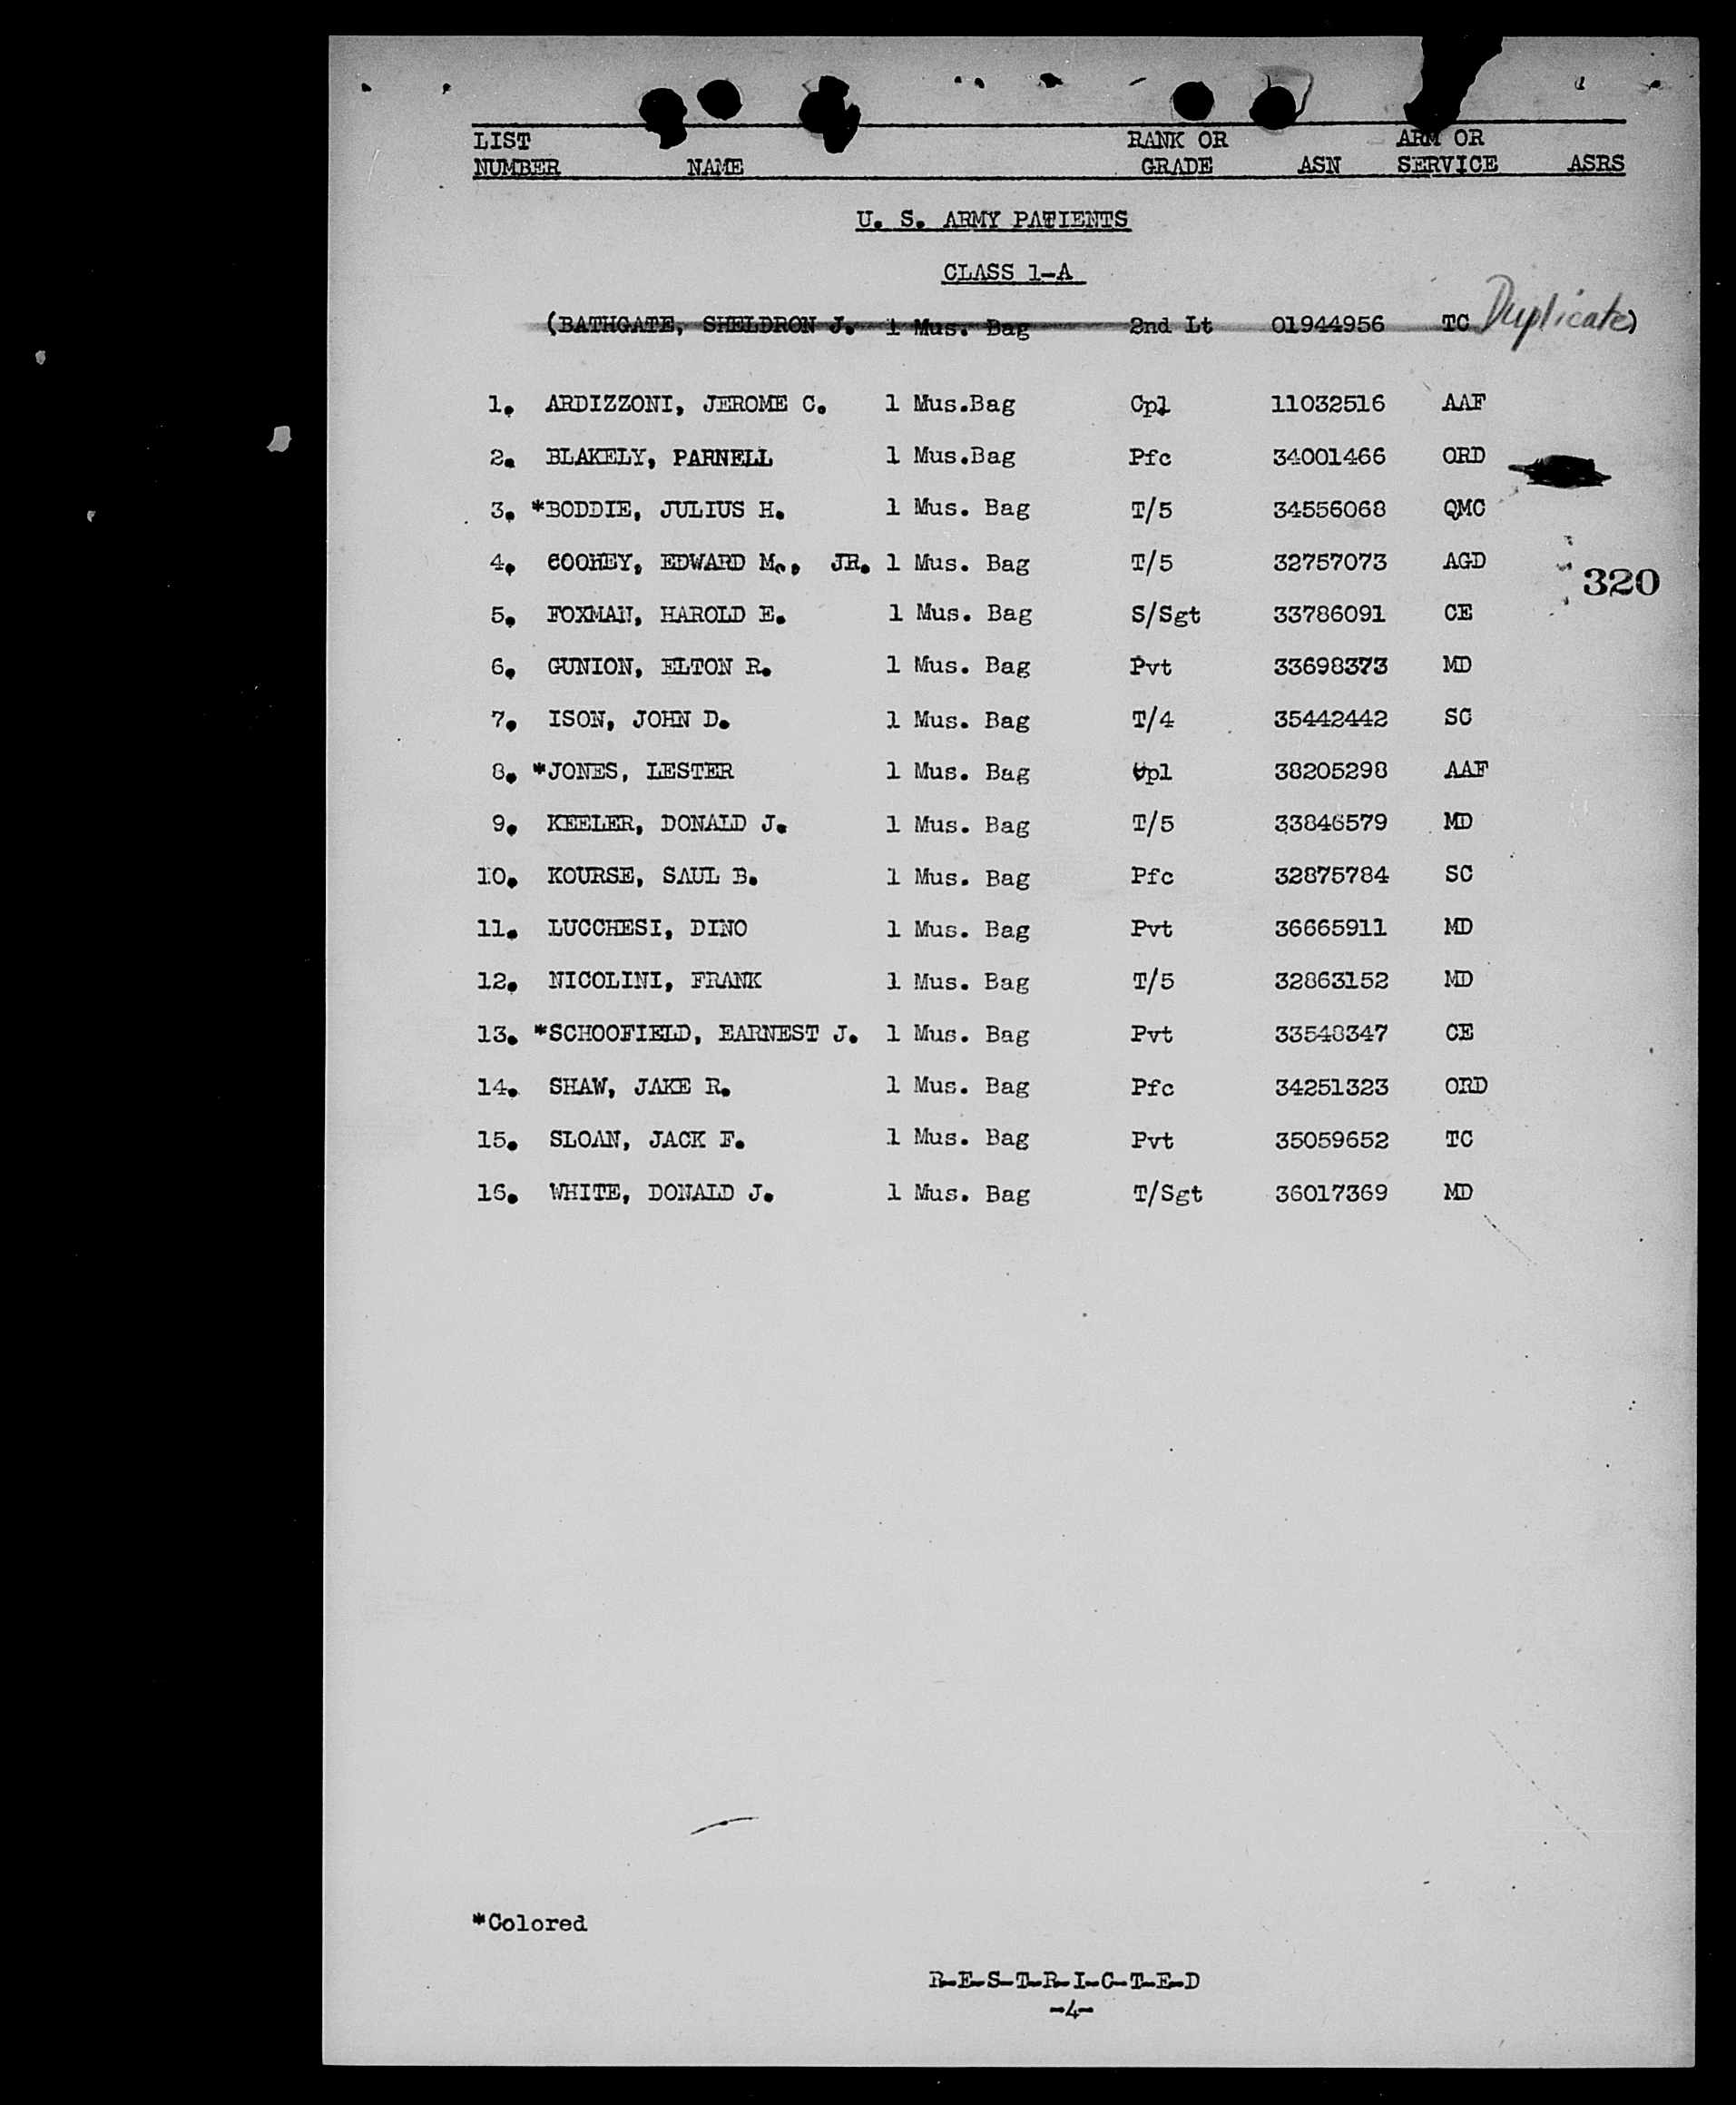 LIST RANK OR ARM OR
NUMBER NAME GRADE ASN SERVICE ASRS
U. S. ARMY PATIENTS
CLASS 1-A
(BATHGATE, SHELDRON J. 1 Mus. Bag 2nd Lt 01944956 TC Duplicate)
1. ARDIZZONI, JEROME C. 1 Mus.Bag Cpl 11032516 AAF
2. BLAKELY, PARNELL 1 Mus.Bag Pfc 34001466 ORD
3. *BODDIE, JULIUS H. 1 Mus. Bag T/5 34556068 QMC
4. COOHEY, EDWARD M., JR. 1 Mus. Bag T/5 32757073 AGD
320
5. FOXMAN, HAROLD E. 1 Mus. Bag S/Sgt 33786091 CE
6. GUNION, ELTON R. 1 Mus. Bag Pvt 33698373 MD
7. ISON, JOHN D. 1 Mus. Bag T/4 35442442 SC
8. *JONES, LESTER 1 Mus. Bag Cpl 38205298 AAF
9. KEELER, DONALD J. 1 Mus. Bag T/5 33846579 MD
10. KOURSE, SAUL B. 1 Mus. Bag Pfc 32875784 SC
11. LUCCHESI, DINO 1 Mus. Bag Pvt 36665911 MD
12. NICOLINI, FRANK 1 Mus. Bag T/5 32863152 MD
13. *SCHOOFIELD, EARNEST J. 1 Mus. Bag Pvt 33548347 CE
14. SHAW, JAKE R. 1 Mus. Bag Pfc 34251323 ORD
15. SLOAN, JACK F. 1 Mus. Bag Pvt 35059652 TC
16. WHITE, DONALD J. 1 Mus. Bag T/Sgt 36017369 MD
*Colored
R-E-S-T-R-I-C-T-E-D
-4-